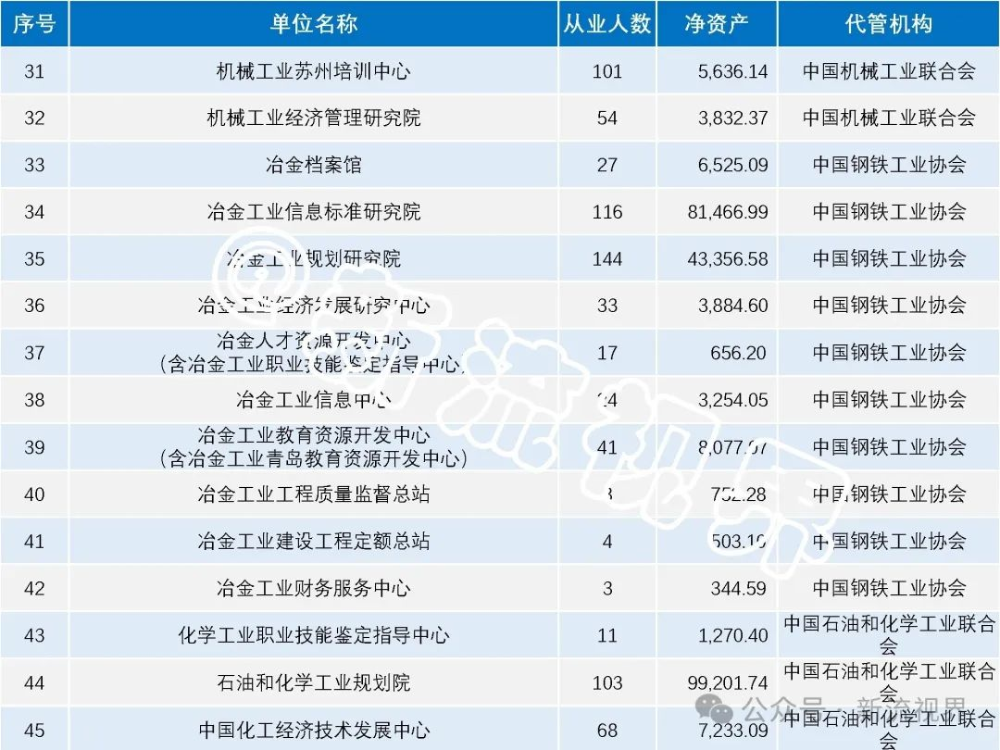 序号 单位名称 从业人数 净资产 代管机构
31 机械工业苏州培训中心 101 5,636.14 中国机械工业联合会
32 机械工业经济管理研究院 54 3,832.37 中国机械工业联合会
33 冶金档案馆 27 6,525.09 中国钢铁工业协会
34 冶金工业信息标准研究院 116 81,466.99 中国钢铁工业协会
35 冶金工业规划研究院 144 43,356.58 中国钢铁工业协会
36 冶金工业经济发展研究中心 33 3,884.60 中国钢铁工业协会
冶金人才资源开发中心
37 （含冶金工业职业技能鉴定指导中心） 17 656.20 中国钢铁工业协会
38 冶金工业信息中心 3,254.05 中国钢铁工业协会
冶金工业教育资源开发中心
39 （含冶金工业青岛教育资源开发中心） 41 中国钢铁工业协会
40 冶金工业工程质量监督总站 中国钢铁工业协会
41 冶金工业建设工程定额总站 4 中国钢铁工业协会
42 冶金工业财务服务中心 3 344.59 中国钢铁工业协会
43 化学工业职业技能鉴定指导中心 11 1,270.40 中国石油和化学工业联合
会
44 石油和化学工业规划院 103 99,201.74 中国石油和化学工业联合
会
45 中国化工经济技术发展中心 68 7,233.09 中国石油和化学工业联合
会
@新流视界
公众号·新流视界